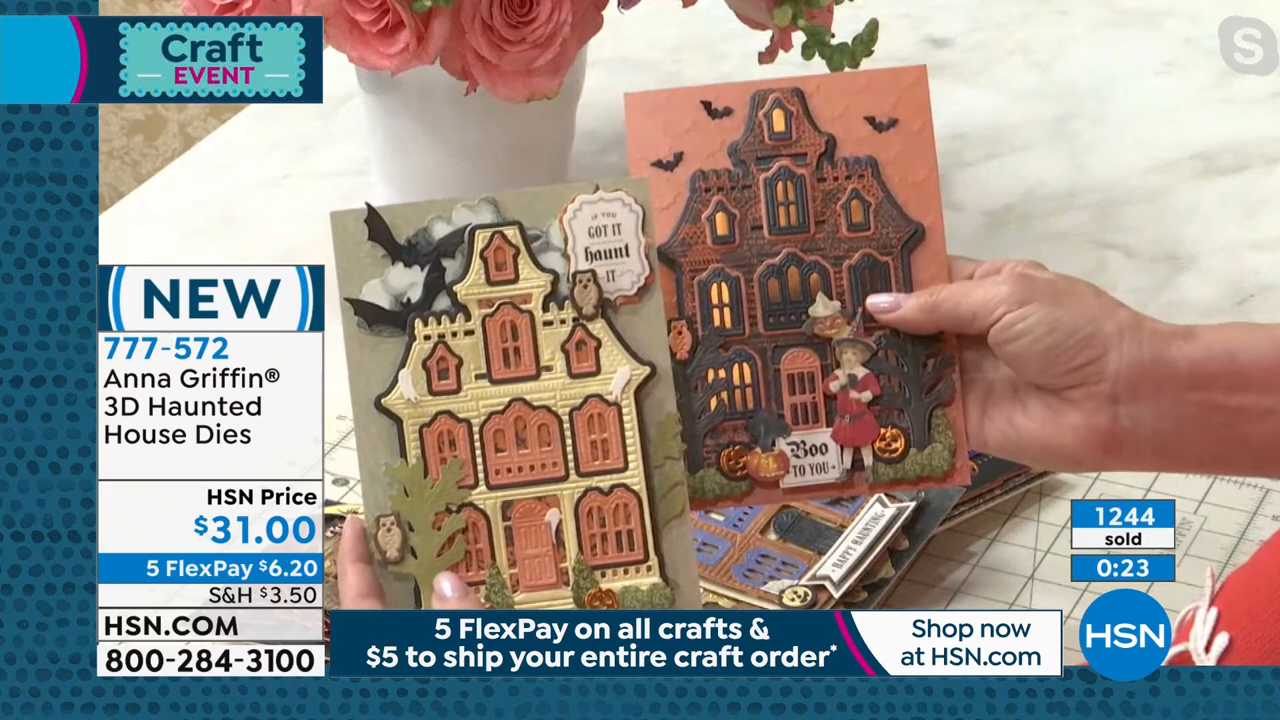 Craft
EVENT
S
IF YOU
GOT IT
haunt
IT
Boo
TO YOU
HAPPY HAUNTING
NEW
777-572
Anna Griffin®
3D Haunted
House Dies
HSN Price
$31.00
5 FlexPay $6.20
S&H $3.50
HSN.COM
800-284-3100
1244
sold
0:23
5 FlexPay on all crafts &
$5 to ship your entire craft order*
Shop now
at HSN.com
HSN